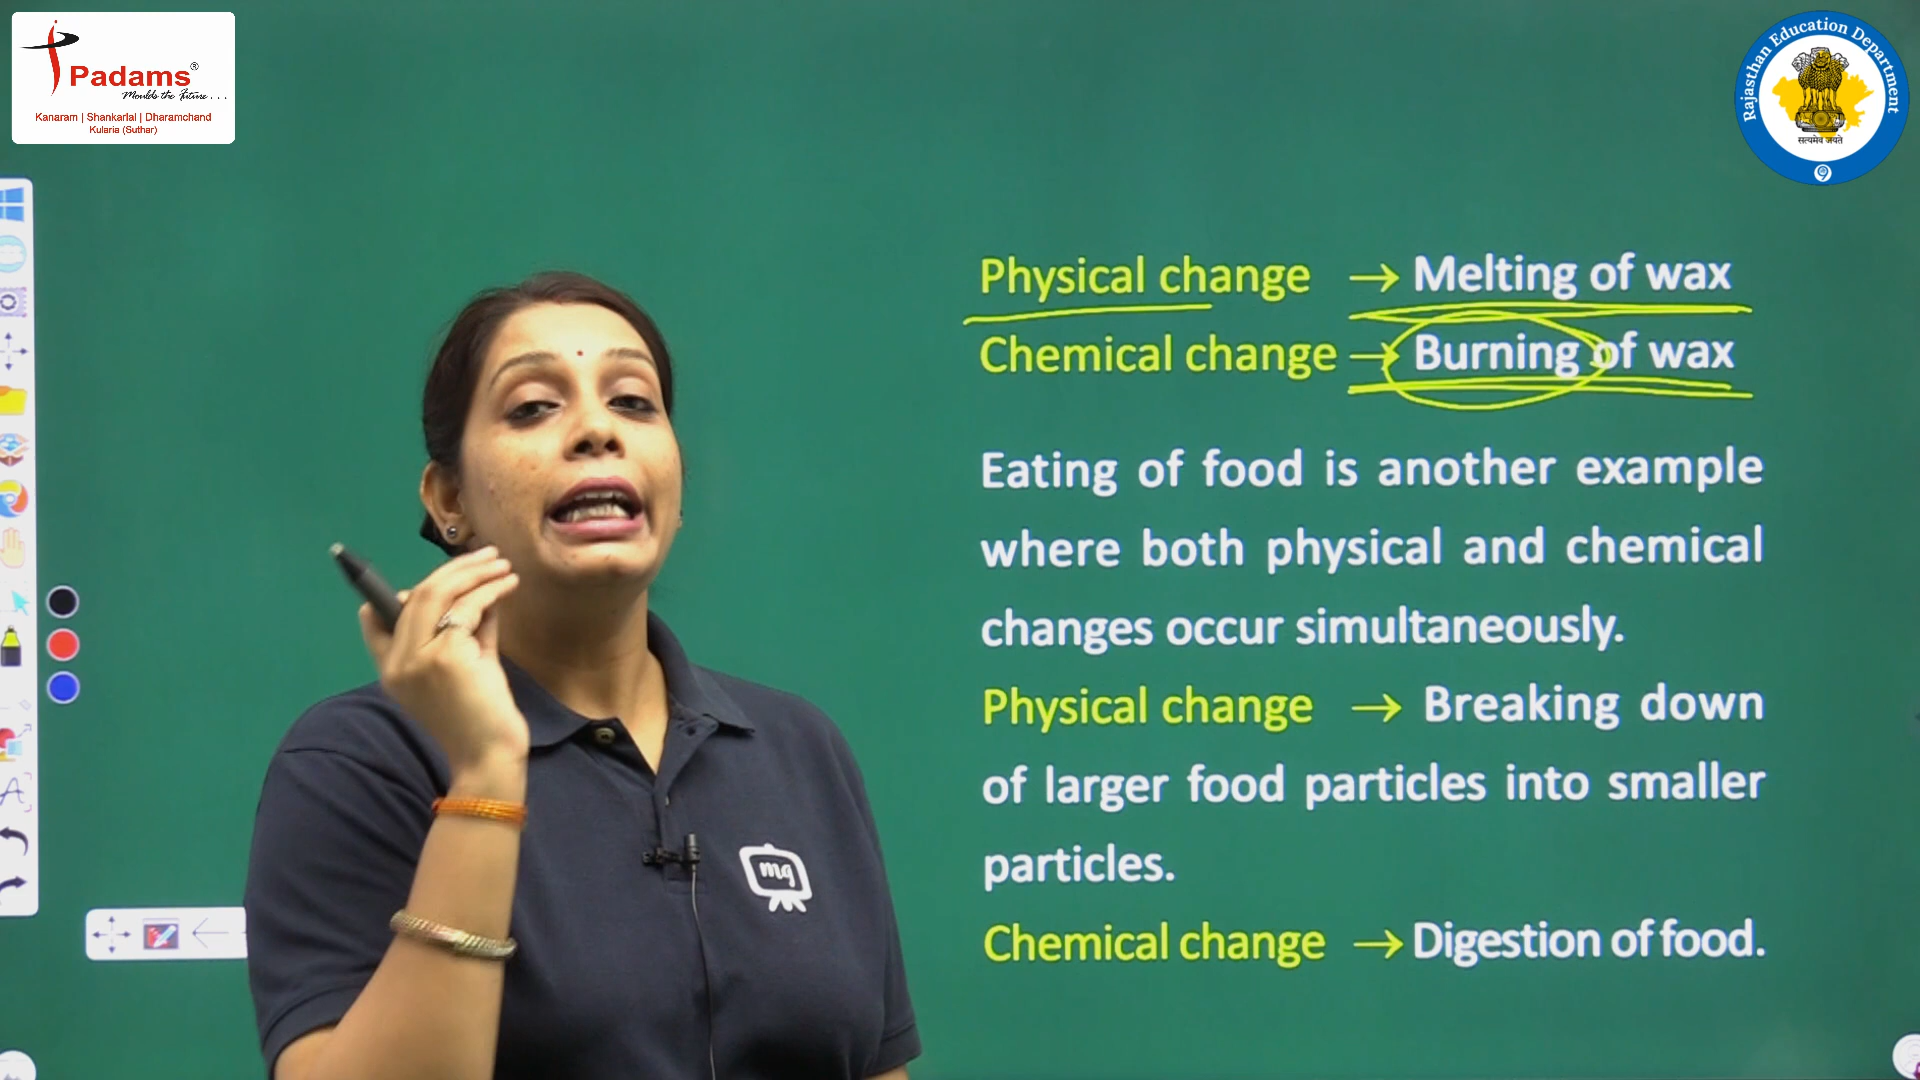 Padams®
Moulds the Future...
Kanaram | Shankarlal | Dharamchand
Kularia (Suthar)
Rajasthan Education Department
सत्यमेव जयते
Physical change → Melting of wax
Chemical change → Burning of wax
Eating of food is another example
where both physical and chemical
changes occur simultaneously.
Physical change → Breaking down
of larger food particles into smaller
particles.
Chemical change → Digestion of food.
mg
A